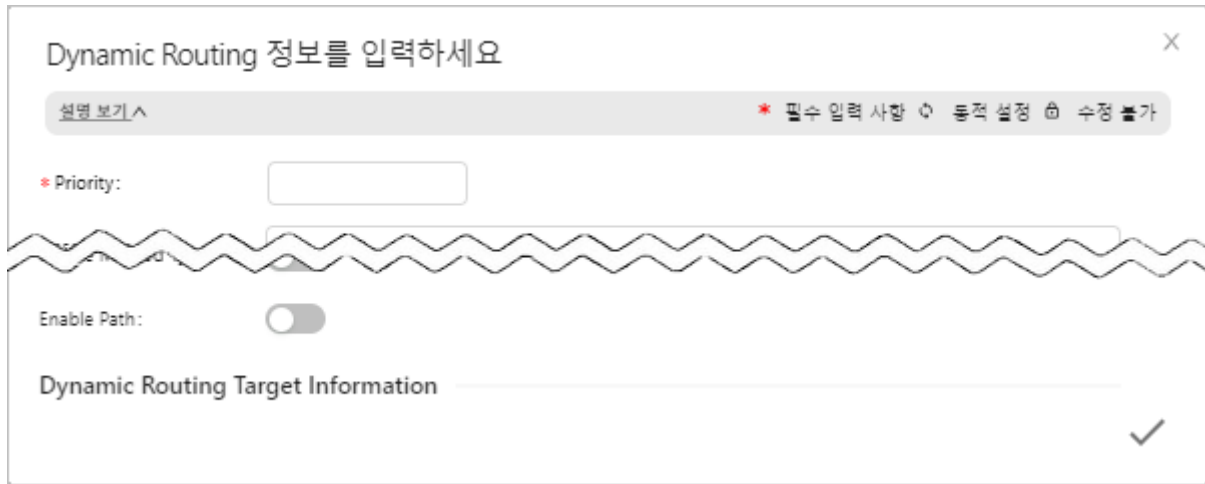 Dynamic Routing 정보를 입력하세요
설명 보기
* 필수 입력 사항 동적 설정 수정 불가
* Priority:
Enable Path:
Dynamic Routing Target Information